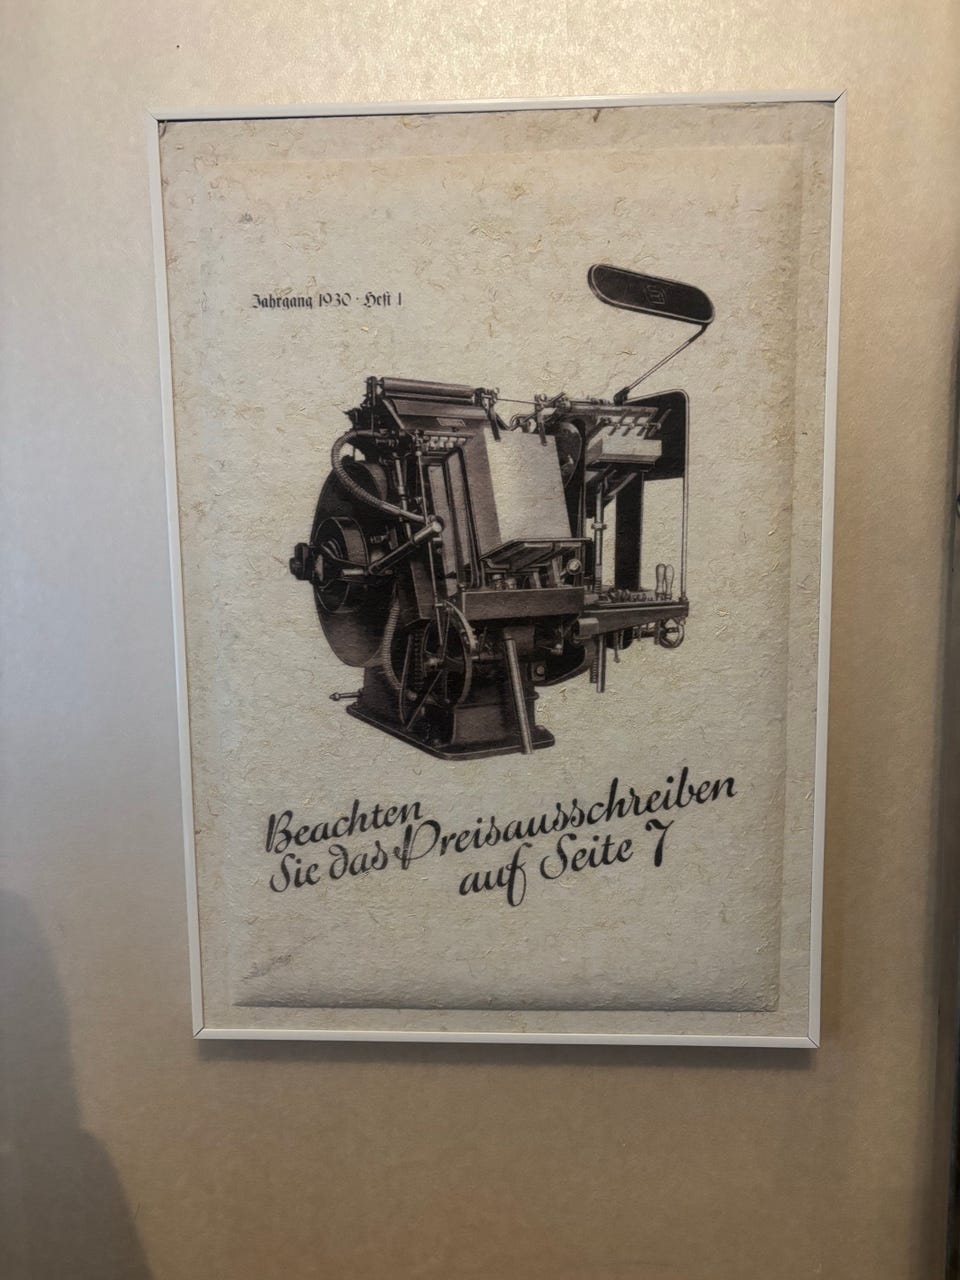 Jahrgang 1930 · Heft 1
Beachten
Sie das Preisausschreiben
auf Seite 7